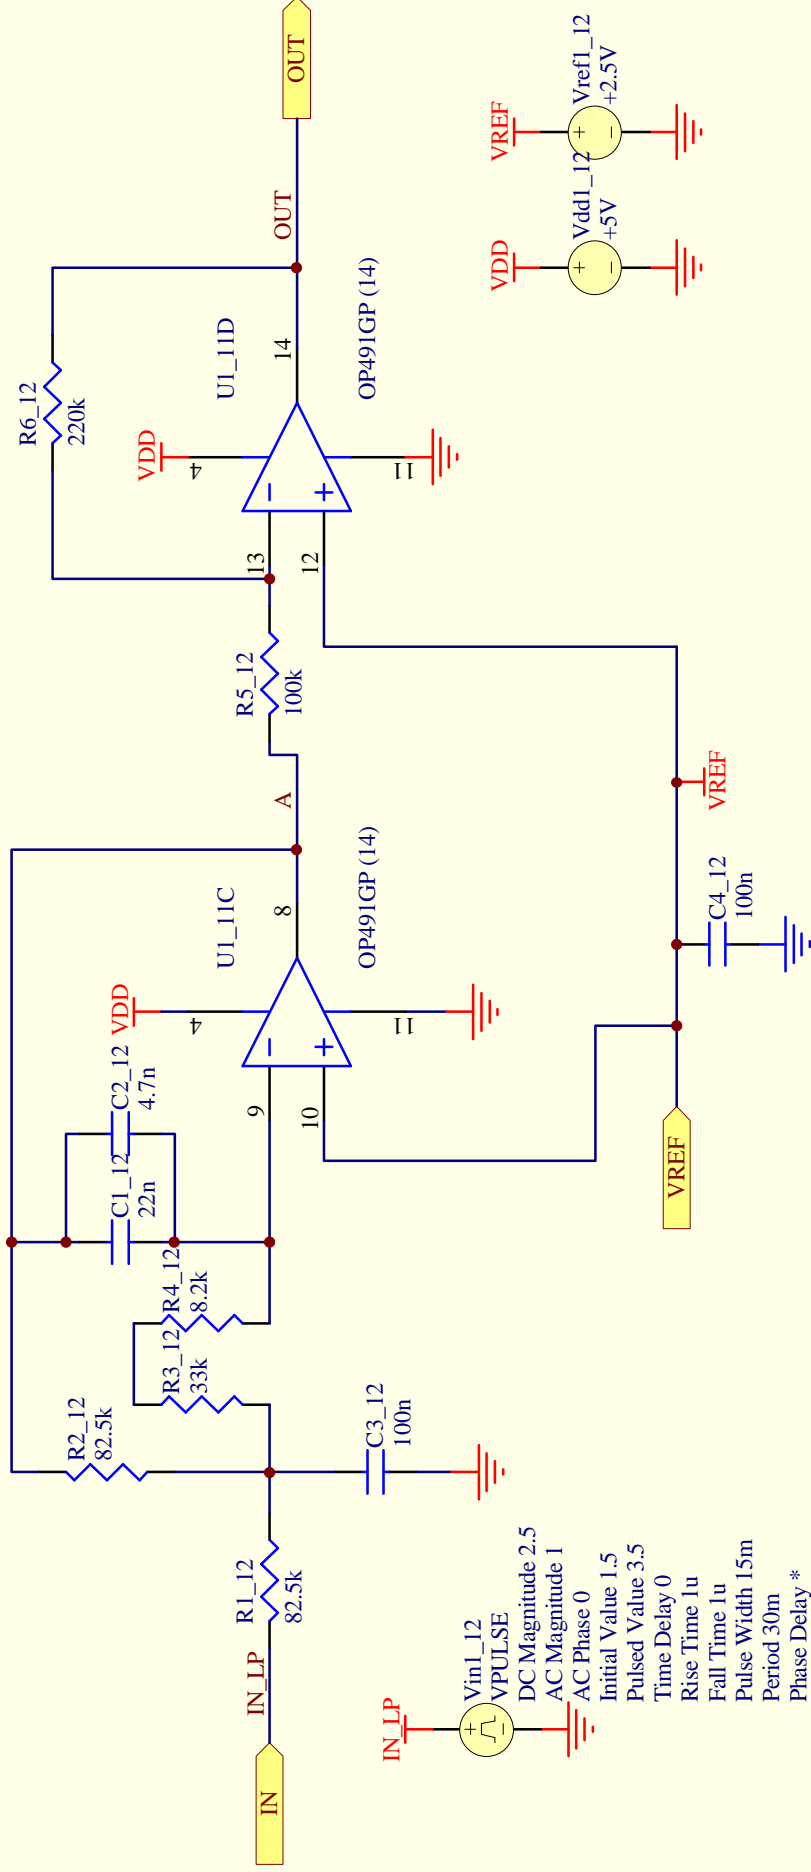 IN
IN_LP
R1_12
82.5k
R2_12
82.5k
R3_12
33k
R4_12
8.2k
C1_12
22n
C2_12
4.7n
C3_12
100n
VDD
4
9
10
11
8
U1_11C
OP491GP (14)
A
R5_12
100k
R6_12
220k
VDD
4
13
12
11
14
U1_11D
OP491GP (14)
OUT
OUT
VREF
C4_12
100n
VREF
IN_LP
Vin1_12
VPULSE
DC Magnitude 2.5
AC Magnitude 1
AC Phase 0
Initial Value 1.5
Pulsed Value 3.5
Time Delay 0
Rise Time 1u
Fall Time 1u
Pulse Width 15m
Period 30m
Phase Delay *
VDD
Vdd1_12
+5V
VREF
Vref1_12
+2.5V